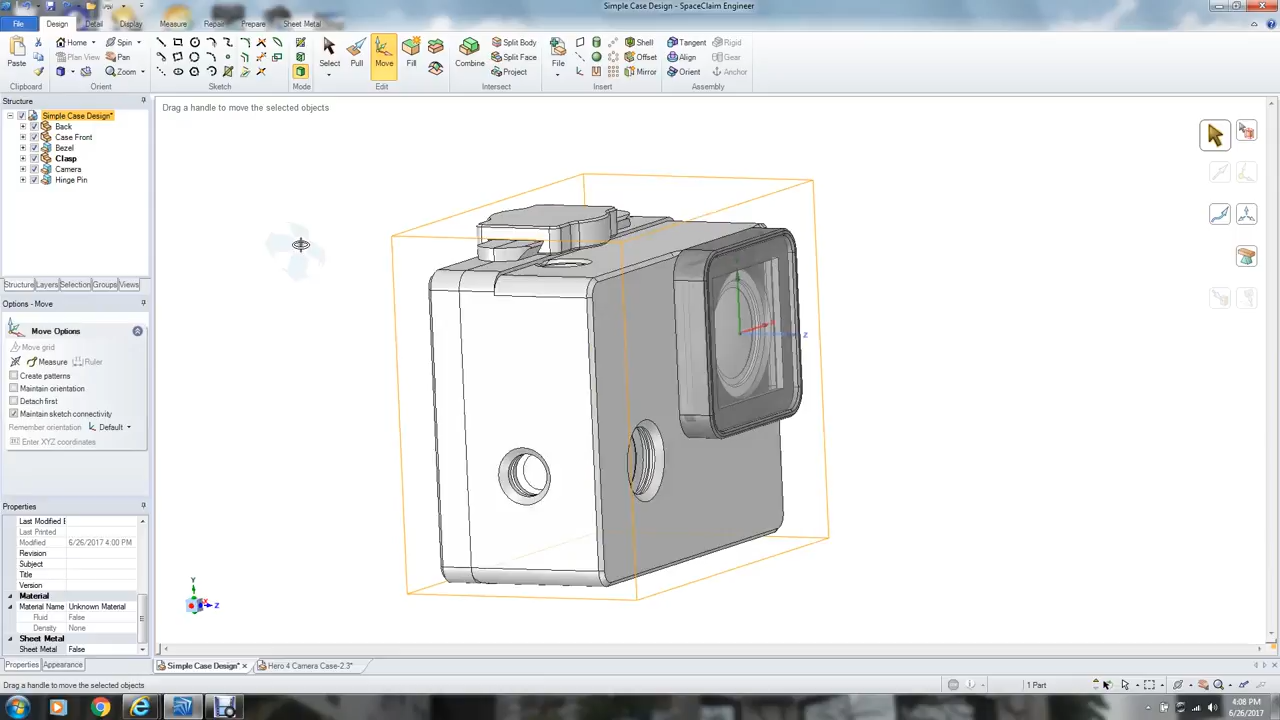 Simple Case Design - SpaceClaim Engineer
File Design Detail Display Measure Repair Prepare Sheet Metal
Home Spin Split Body Shell Tangent Rigid
Plan View Pan Split Face Offset Align Gear
Paste Zoom Select Pull Move Fill Combine Project File Mirror Orient Anchor
Clipboard Orient Sketch Mode Edit Intersect Insert Assembly
Structure
Drag a handle to move the selected objects
Simple Case Design*
Back
Case Front
Bezel
Clasp
Camera
Hinge Pin
Structure Layers Selection Groups Views
Options - Move
Move Options
Move grid
Measure Ruler
Create patterns
Maintain orientation
Detach first
Maintain sketch connectivity
Remember orientation Default
Enter XYZ coordinates
Z
Properties
Last Modified E
Last Printed
Modified 6/26/2017 4:00 PM
Revision
Subject
Title
Version
Material
Material Name Unknown Material
Fluid False
Density None
Sheet Metal
Sheet Metal False
Y
Z
Properties Appearance
Simple Case Design* Hero 4 Camera Case-2.3*
Drag a handle to move the selected objects
1 Part
4:08 PM
6/26/2017